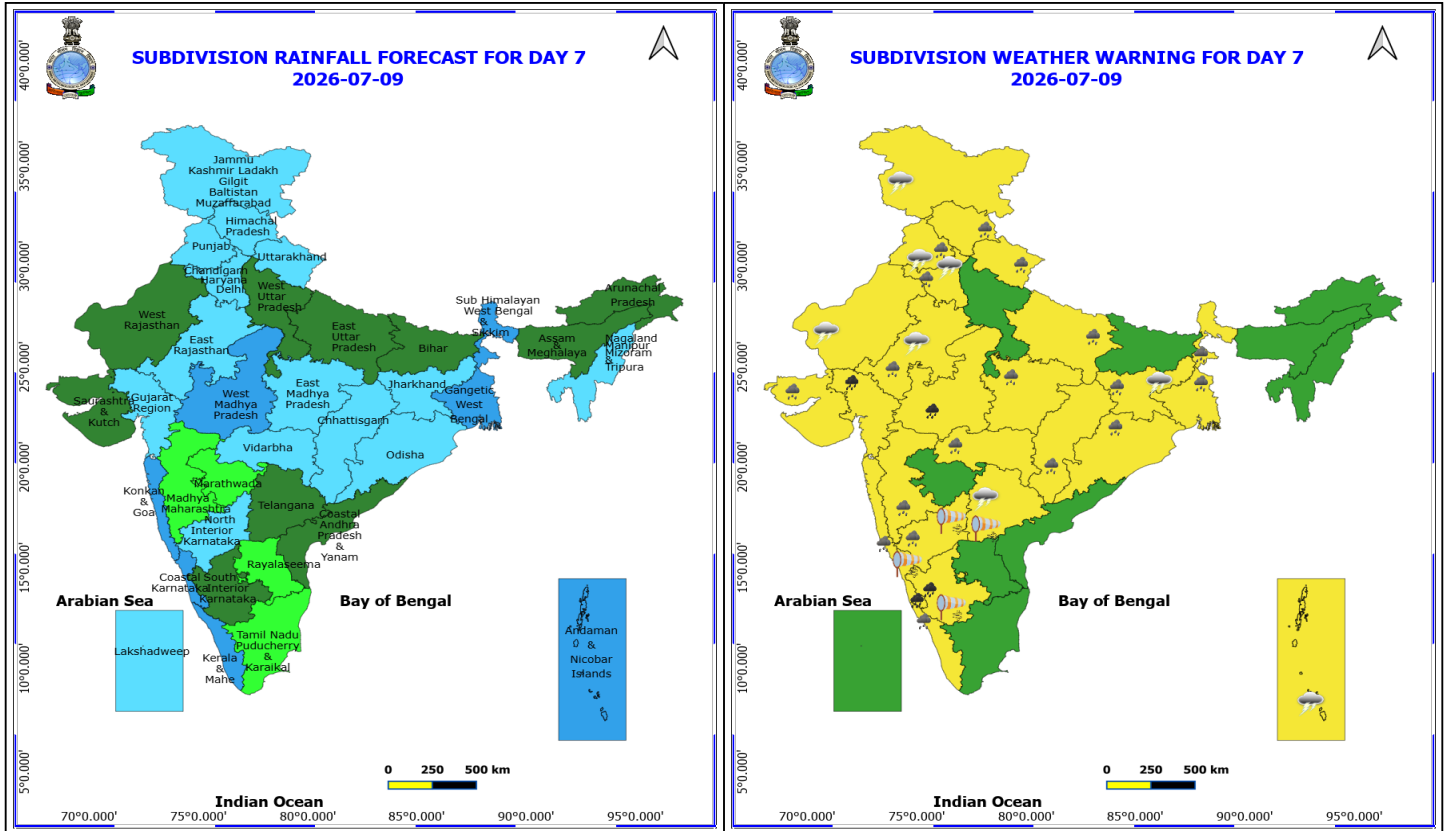 SUBDIVISION RAINFALL FORECAST FOR DAY 7
2026-07-09
40°0.000'
35°0.000'
30°0.000'
25°0.000'
20°0.000'
15°0.000'
10°0.000'
5°0.000'
Jammu
Kashmir Ladakh
Gilgit
Baltistan
Muzaffarabad
Himachal
Pradesh
Punjab
Uttarakhand
Chandigarh
Haryana
Delhi
West
Uttar
Pradesh
West
Rajasthan
East
Rajasthan
East
Uttar
Pradesh
Bihar
Sub Himalayan
West Bengal
&
Sikkim
Arunachal
Pradesh
Assam
&
Meghalaya
Nagaland
Manipur
Mizoram
&
Tripura
Saurashtra
&
Kutch
Gujarat
Region
West
Madhya
Pradesh
East
Madhya
Pradesh
Jharkhand
Gangetic
West
Bengal
Chhattisgarh
Vidarbha
Odisha
Konkan
&
Goa
Madhya
Maharashtra
Marathwada
Telangana
North
Interior
Karnataka
Coastal
Andhra
Pradesh
&
Yanam
Rayalaseema
Coastal
Karnataka
South
Interior
Karnataka
Tamil Nadu
Puducherry
&
Karaikal
Kerala
&
Mahe
Lakshadweep
Andaman
&
Nicobar
Islands
Arabian Sea
Bay of Bengal
Indian Ocean
0 250 500 km
70°0.000' 75°0.000' 80°0.000' 85°0.000' 90°0.000' 95°0.000'
SUBDIVISION WEATHER WARNING FOR DAY 7
2026-07-09
40°0.000'
35°0.000'
30°0.000'
25°0.000'
20°0.000'
15°0.000'
10°0.000'
5°0.000'
Arabian Sea
Bay of Bengal
Indian Ocean
0 250 500 km
70°0.000' 75°0.000' 80°0.000' 85°0.000' 90°0.000' 95°0.000'